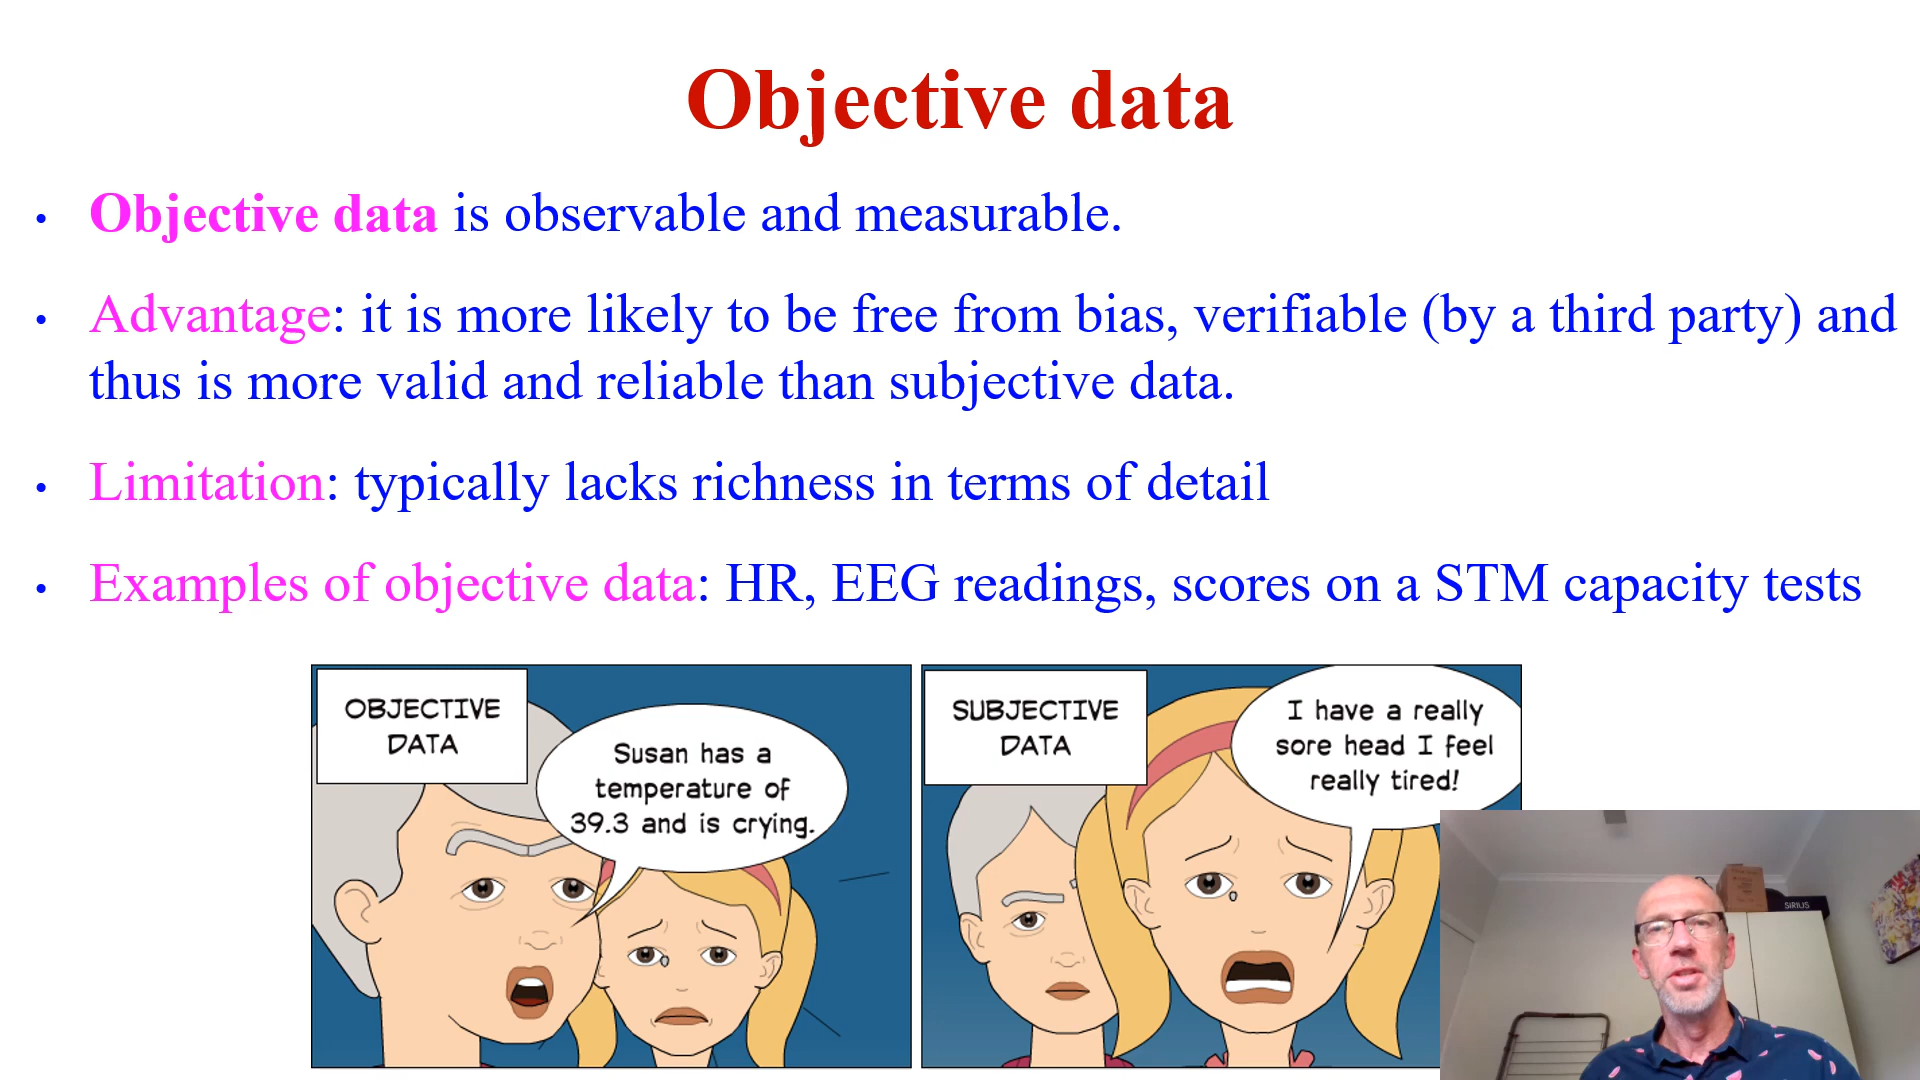 Objective data
• Objective data is observable and measurable.
• Advantage: it is more likely to be free from bias, verifiable (by a third party) and
thus is more valid and reliable than subjective data.
• Limitation: typically lacks richness in terms of detail
• Examples of objective data: HR, EEG readings, scores on a STM capacity tests
OBJECTIVE
DATA
Susan has a
temperature of
39.3 and is crying.
SUBJECTIVE
DATA
I have a really
sore head I feel
really tired!
SIRIUS